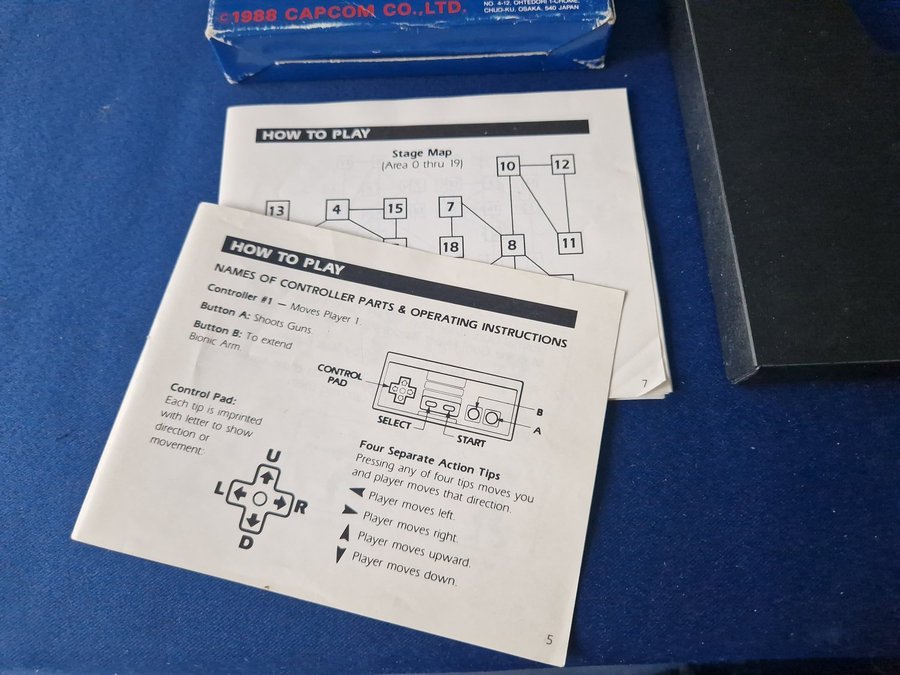 ©1988 CAPCOM CO.,LTD.
NO. 4-12, OHTEDORI 1-CHOME,
CHUO-KU, OSAKA, 540 JAPAN
HOW TO PLAY
Stage Map
(Area 0 thru 19)
10
12
13
4
15
7
18
8
11
7
HOW TO PLAY
NAMES OF CONTROLLER PARTS & OPERATING INSTRUCTIONS
Controller #1 — Moves Player 1.
Button A: Shoots Guns.
Button B: To extend
Bionic Arm.
CONTROL
PAD
SELECT
START
B
A
Control Pad:
Each tip is imprinted
with letter to show
direction or
movement:
U
L
R
D
Four Separate Action Tips
Pressing any of four tips moves you
and player moves that direction.
Player moves left.
Player moves right.
Player moves upward.
Player moves down.
5